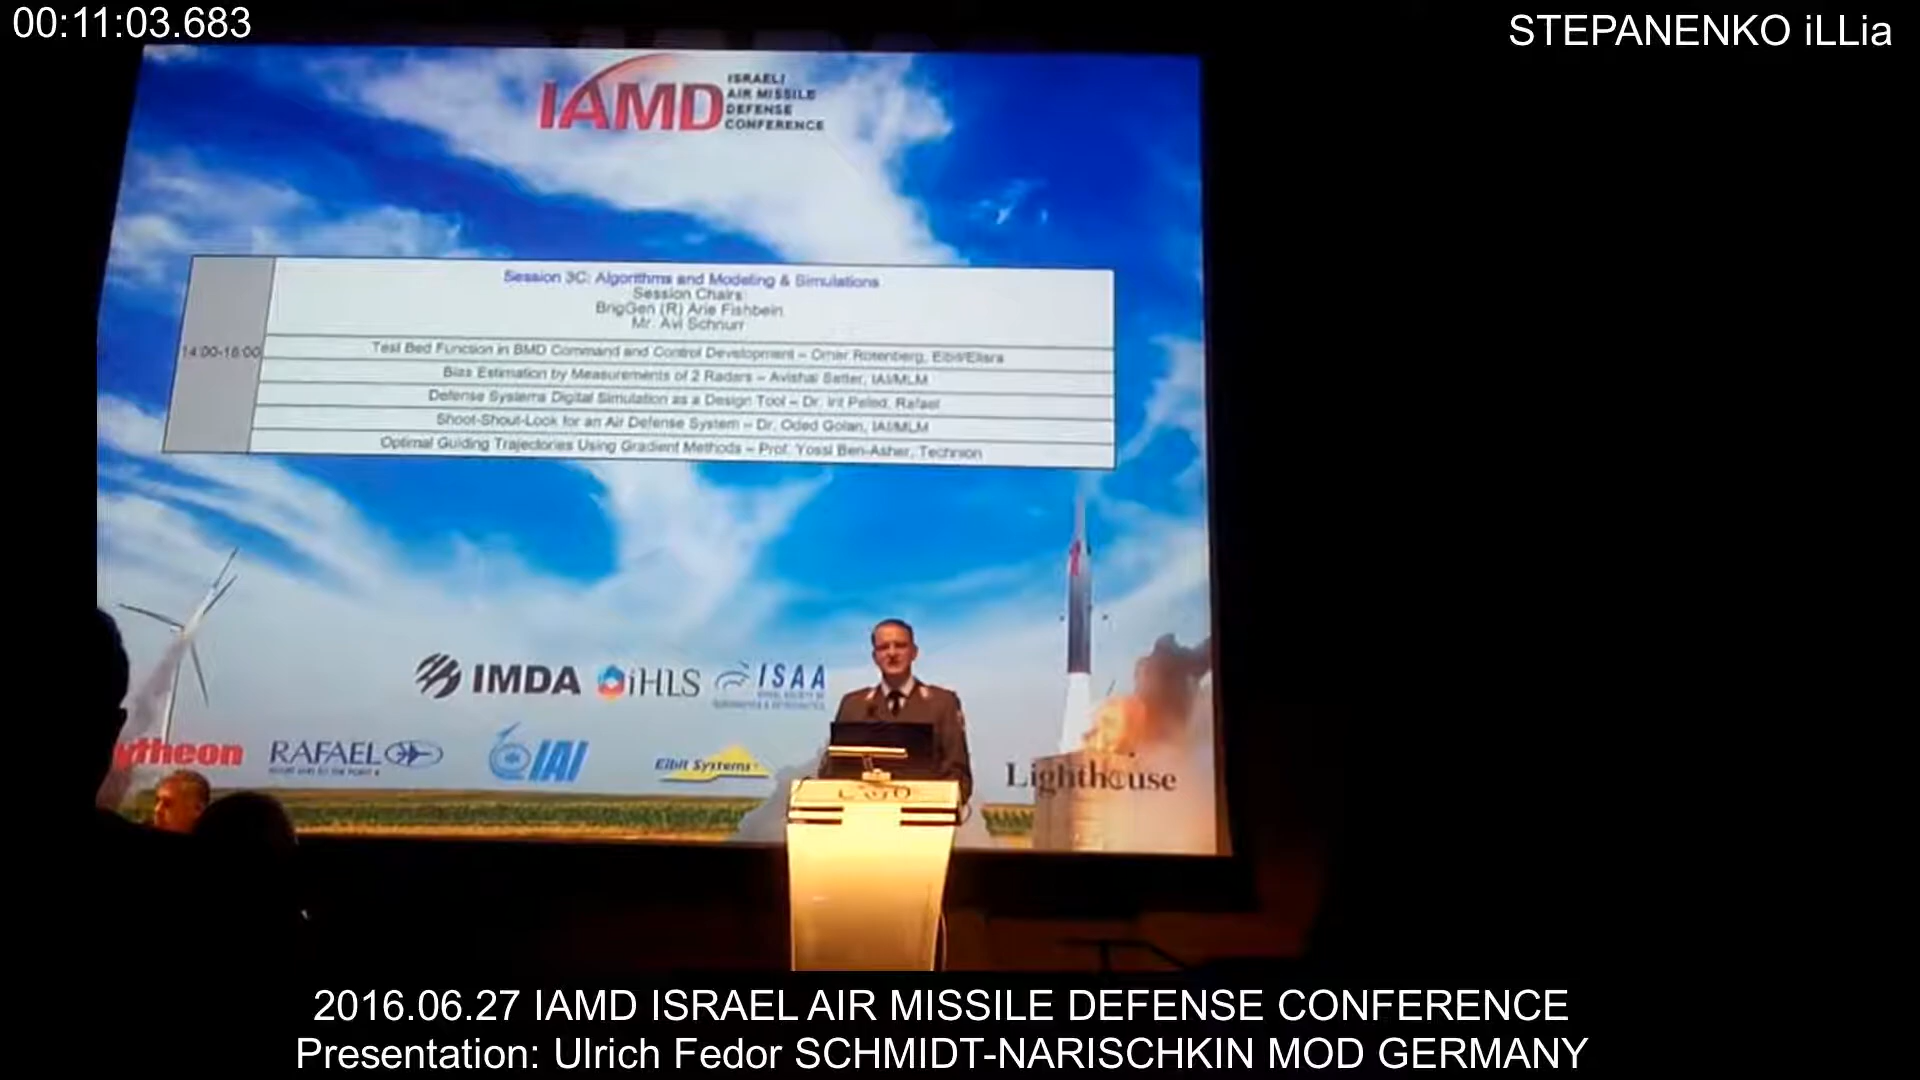 00:11:03.683
STEPANENKO iLLia
IAMD
ISRAELI
AIR MISSILE
DEFENSE
CONFERENCE
Session 3C: Algorithms and Modeling & Simulations
Session Chairs
BrigGen (R) Arie Fishbein
Mr. Avi Schnurr
14:00-16:00
Test Bed Function in BMD Command and Control Development – Omer Rotenberg, Elbit/Elisra
Bias Estimation by Measurements of 2 Radars – Avishai Satter, IAI/MLM
Defense Systems Digital Simulation as a Design Tool – Dr. Irit Peled, Rafael
Shoot-Shout-Look for an Air Defense System – Dr. Oded Golan, IAI/MLM
Optimal Guiding Trajectories Using Gradient Methods – Prof. Yossi Ben-Asher, Technion
IMDA iHLS ISAA
ytheon RAFAEL IAI Elbit Systems Lighthouse
2016.06.27 IAMD ISRAEL AIR MISSILE DEFENSE CONFERENCE
Presentation: Ulrich Fedor SCHMIDT-NARISCHKIN MOD GERMANY